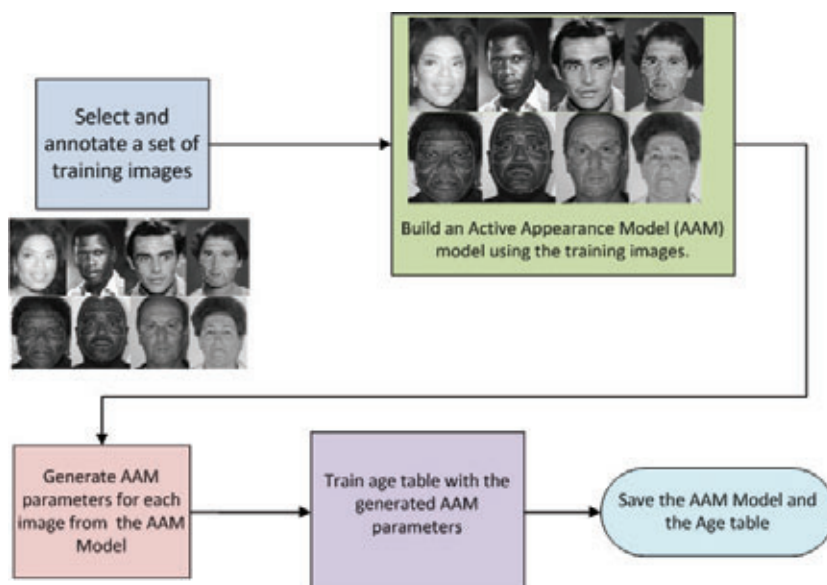 Select and
annotate a set of
training images
Build an Active Appearance Model (AAM)
model using the training images.
Generate AAM
parameters for each
image from the AAM
Model
Train age table with the
generated AAM
parameters
Save the AAM Model and
the Age table